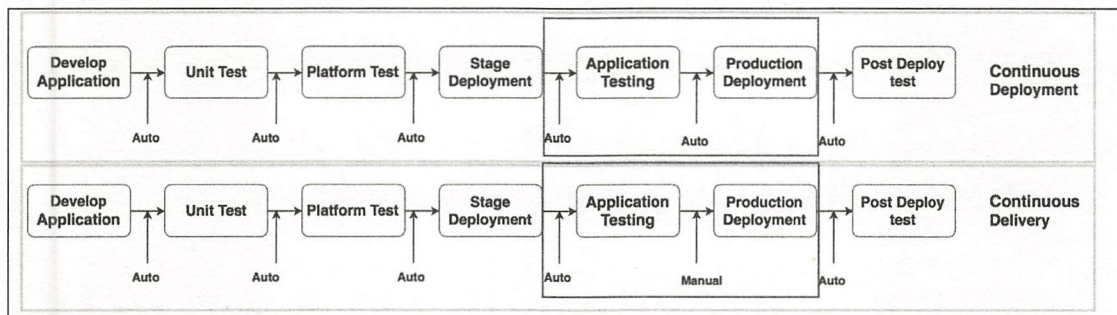 Develop
Application
Unit Test
Platform Test
Stage
Deployment
Application
Testing
Production
Deployment
Post Deploy
test
Continuous
Deployment
Auto
Auto
Auto
Auto
Auto
Auto
Develop
Application
Unit Test
Platform Test
Stage
Deployment
Application
Testing
Production
Deployment
Post Deploy
test
Continuous
Delivery
Auto
Auto
Auto
Auto
Manual
Auto